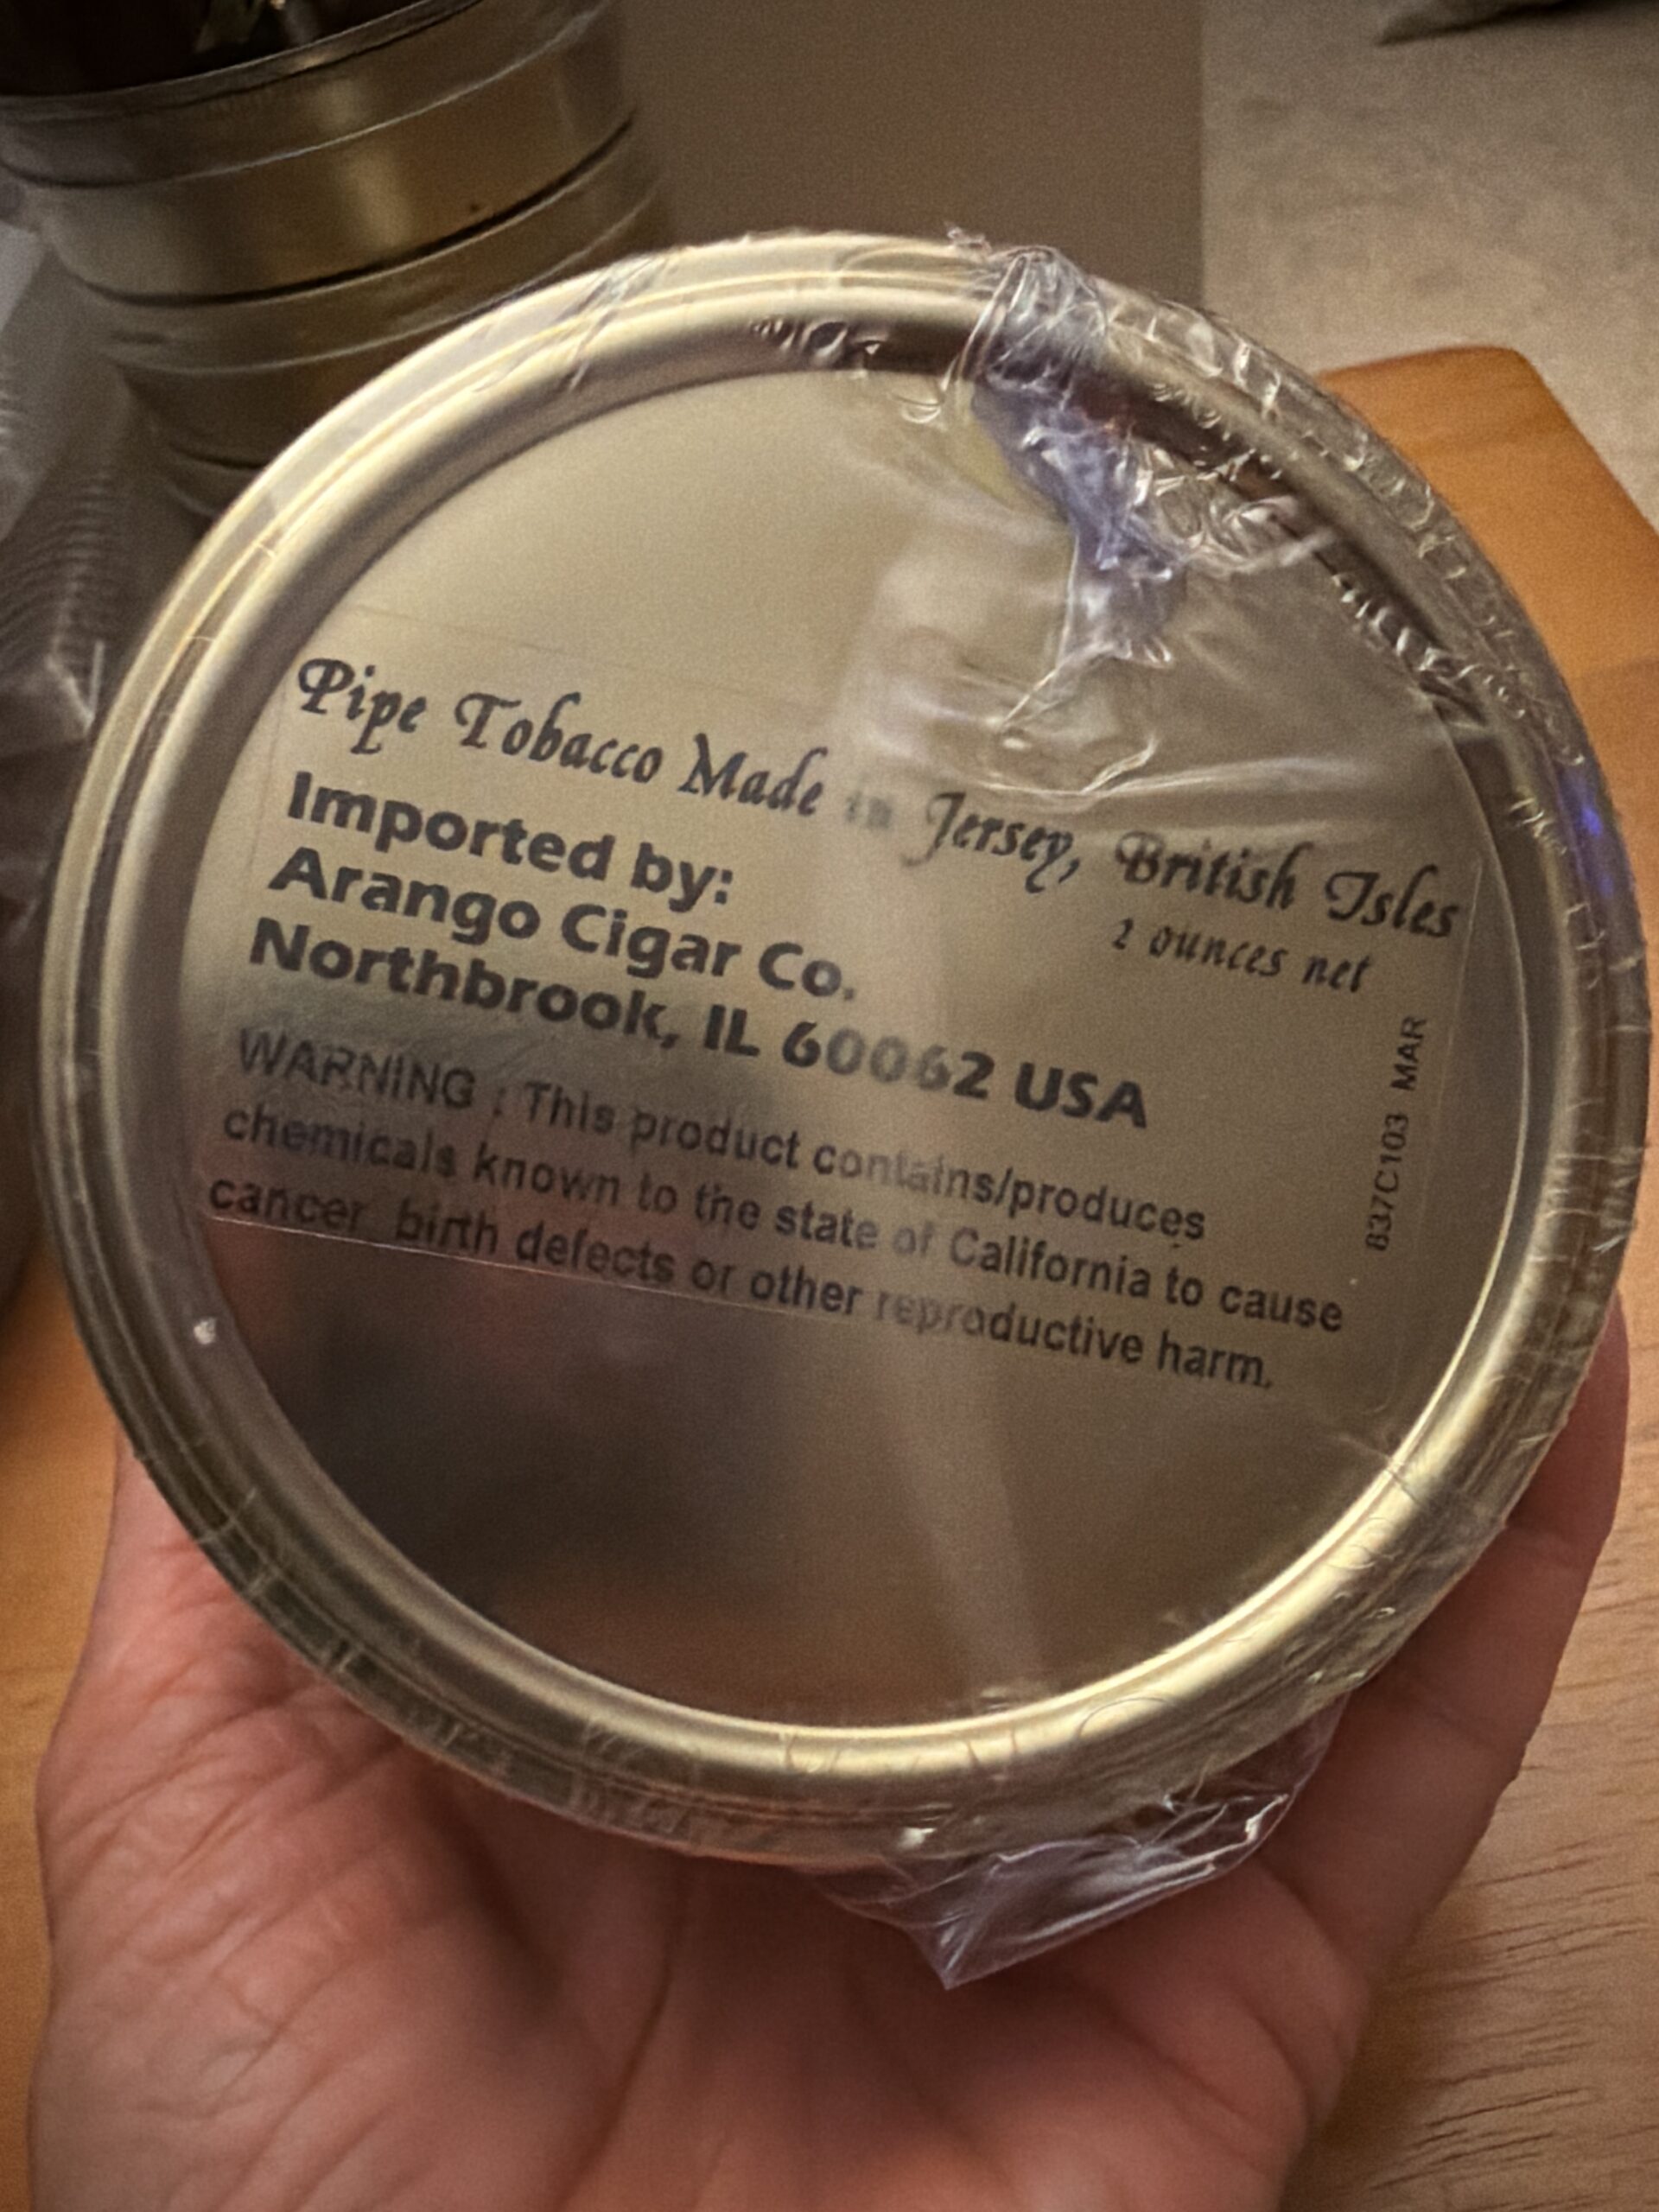 Pipe Tobacco Made in Jersey, British Isles
2 ounces net
Imported by:
Arango Cigar Co.
Northbrook, IL 60062 USA
WARNING : This product contains/produces
chemicals known to the state of California to cause
cancer birth defects or other reproductive harm.
837C103 MAR